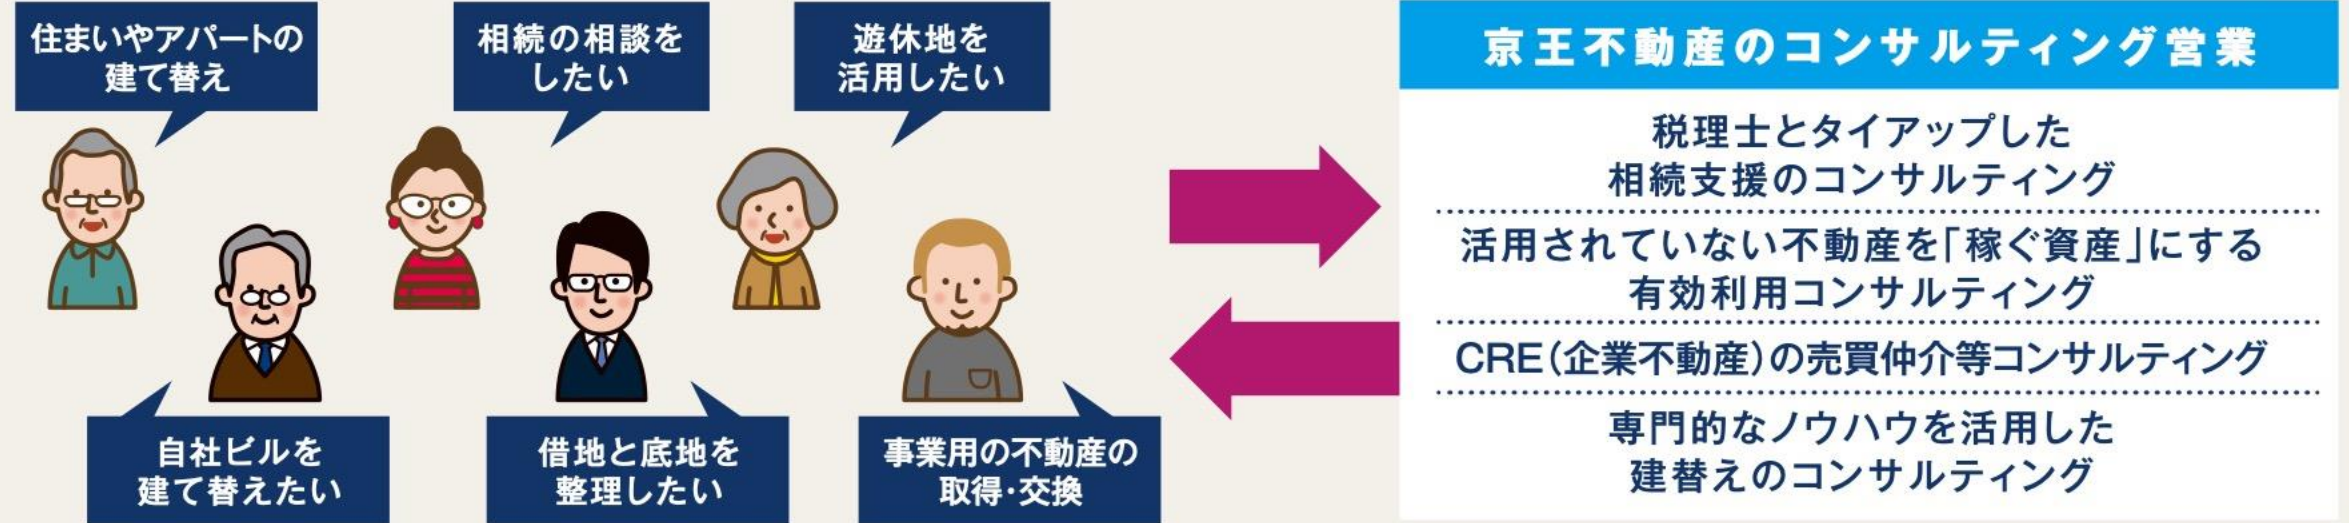 住まいやアパートの
建て替え
相続の相談を
したい
遊休地を
活用したい
自社ビルを
建て替えたい
借地と底地を
整理したい
事業用の不動産の
取得・交換
京王不動産のコンサルティング営業
税理士とタイアップした
相続支援のコンサルティング
活用されていない不動産を「稼ぐ資産」にする
有効利用コンサルティング
CRE(企業不動産)の売買仲介等コンサルティング
専門的なノウハウを活用した
建替えのコンサルティング